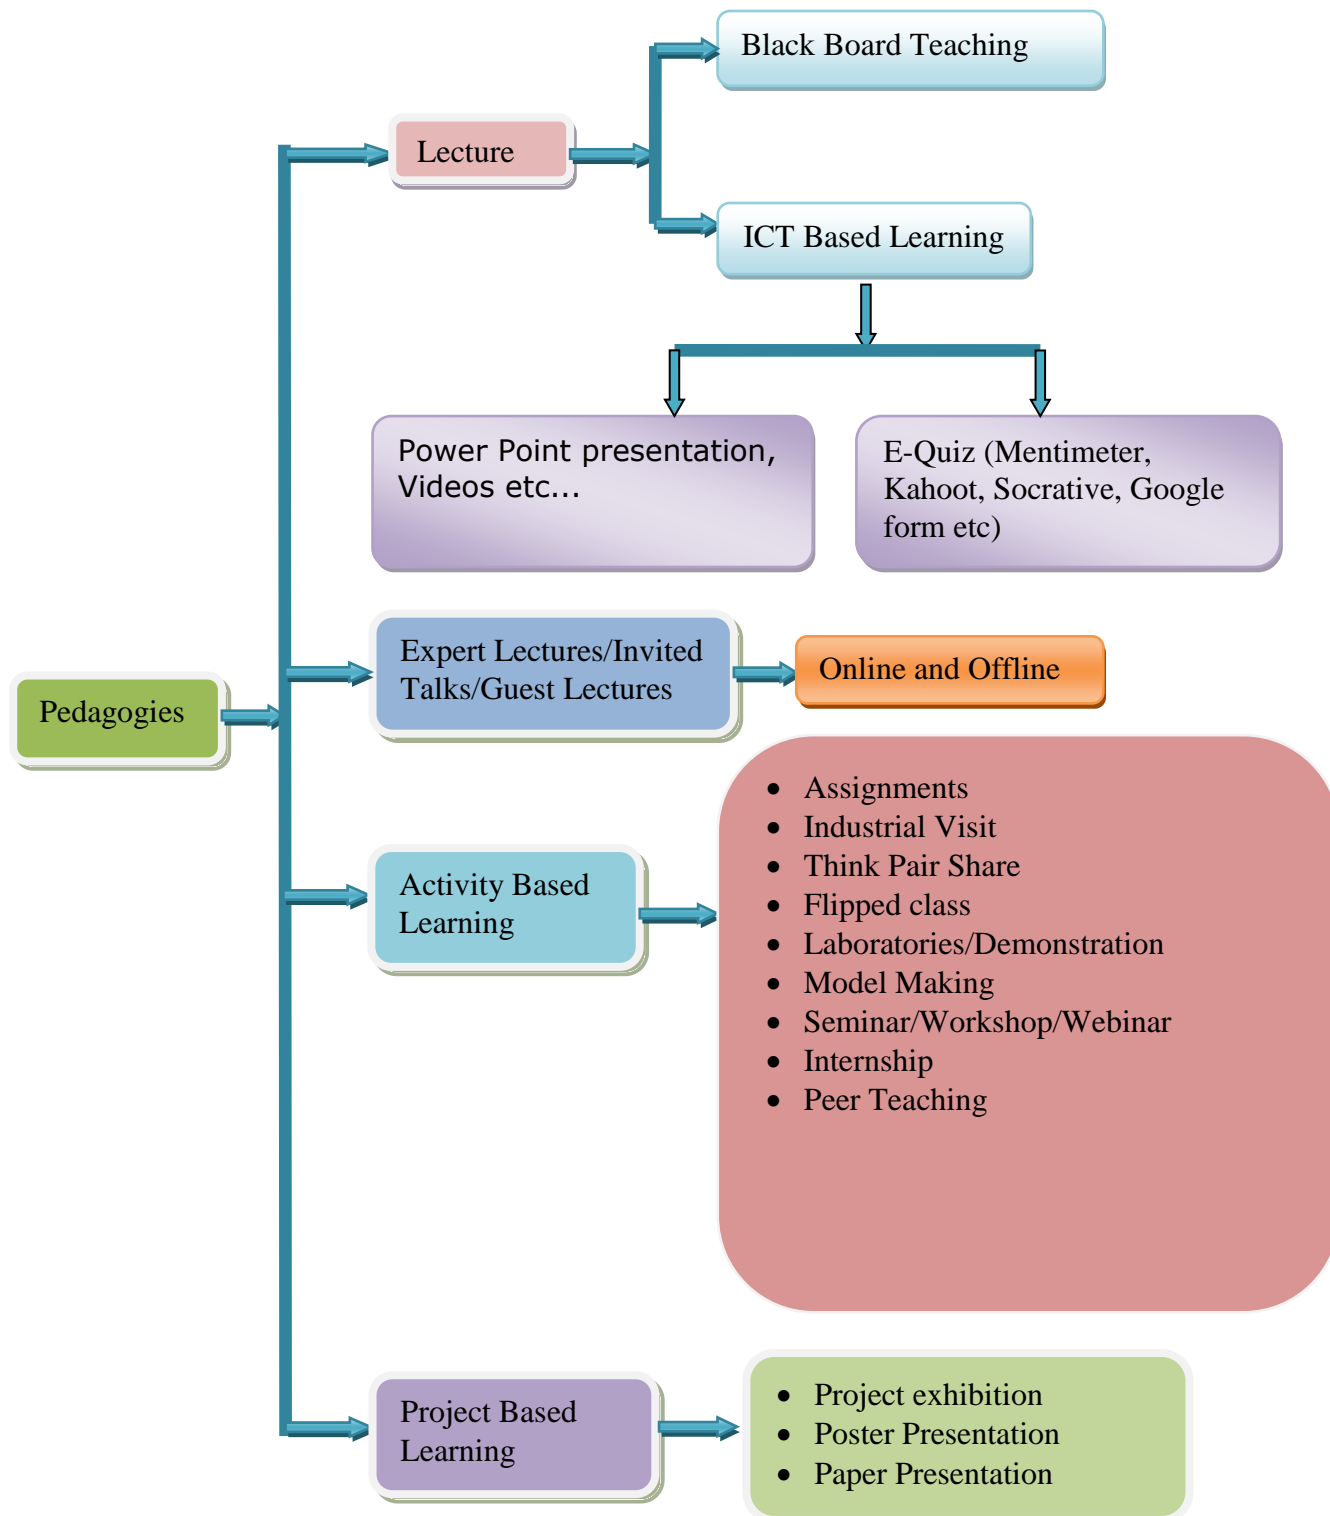 Black Board Teaching
Lecture
ICT Based Learning
Power Point presentation,
Videos etc...
E-Quiz (Mentimeter,
Kahoot, Socrative, Google
form etc)
Expert Lectures/Invited
Talks/Guest Lectures
Online and Offline
Pedagogies
• Assignments
• Industrial Visit
• Think Pair Share
• Flipped class
• Laboratories/Demonstration
• Model Making
• Seminar/Workshop/Webinar
• Internship
• Peer Teaching
Activity Based
Learning
Project Based
Learning
• Project exhibition
• Poster Presentation
• Paper Presentation